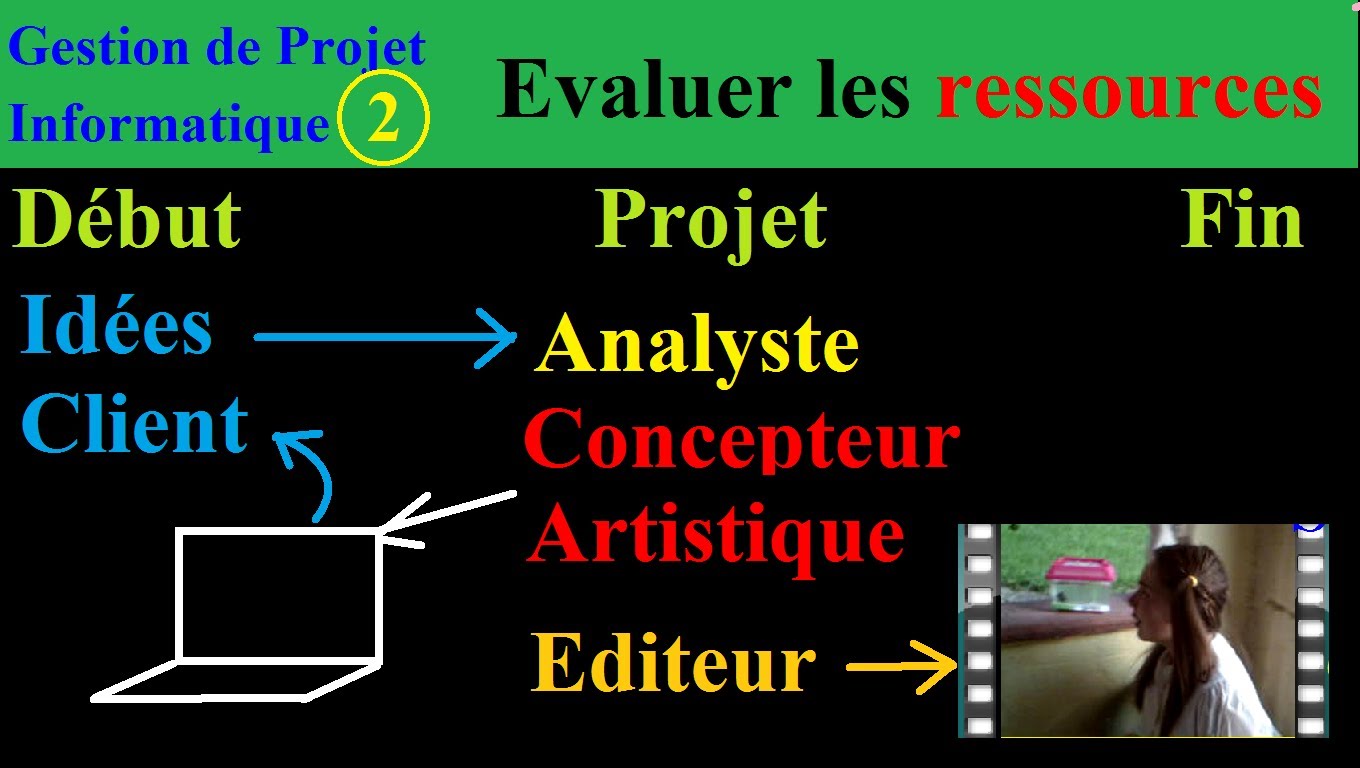 Gestion de Projet
Informatique 2
Evaluer les ressources
Début Projet Fin
Idées
Client
Analyste
Concepteur
Artistique
Editeur